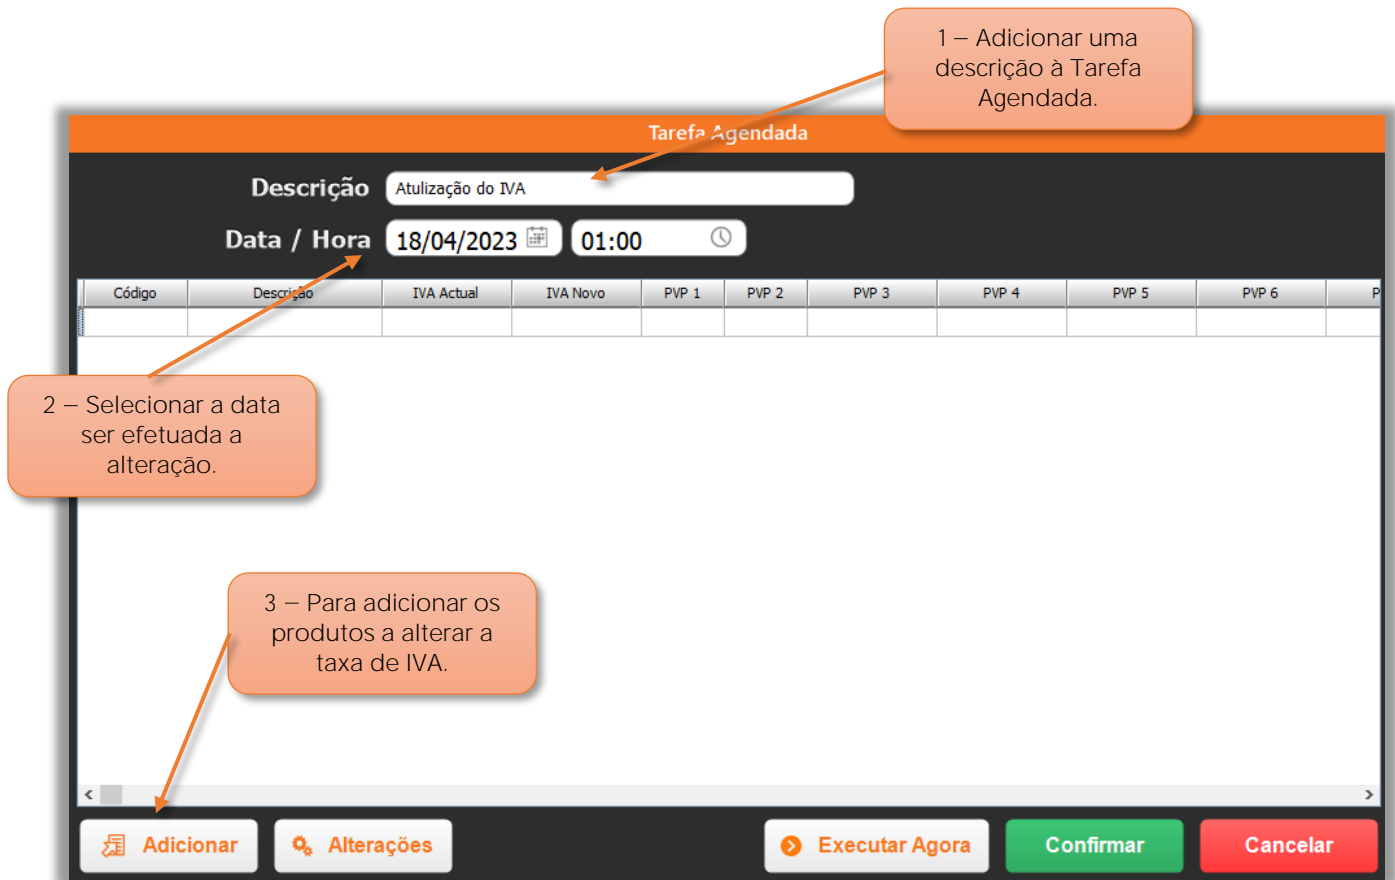 1 – Adicionar uma
descrição à Tarefa
Agendada.
Tarefa Agendada
Descrição
Atulização do IVA
Data / Hora
18/04/2023
01:00
Código
Descrição
IVA Actual
IVA Novo
PVP 1
PVP 2
PVP 3
PVP 4
PVP 5
PVP 6
P
2 – Selecionar a data
ser efetuada a
alteração.
3 – Para adicionar os
produtos a alterar a
taxa de IVA.
Adicionar
Alterações
Executar Agora
Confirmar
Cancelar